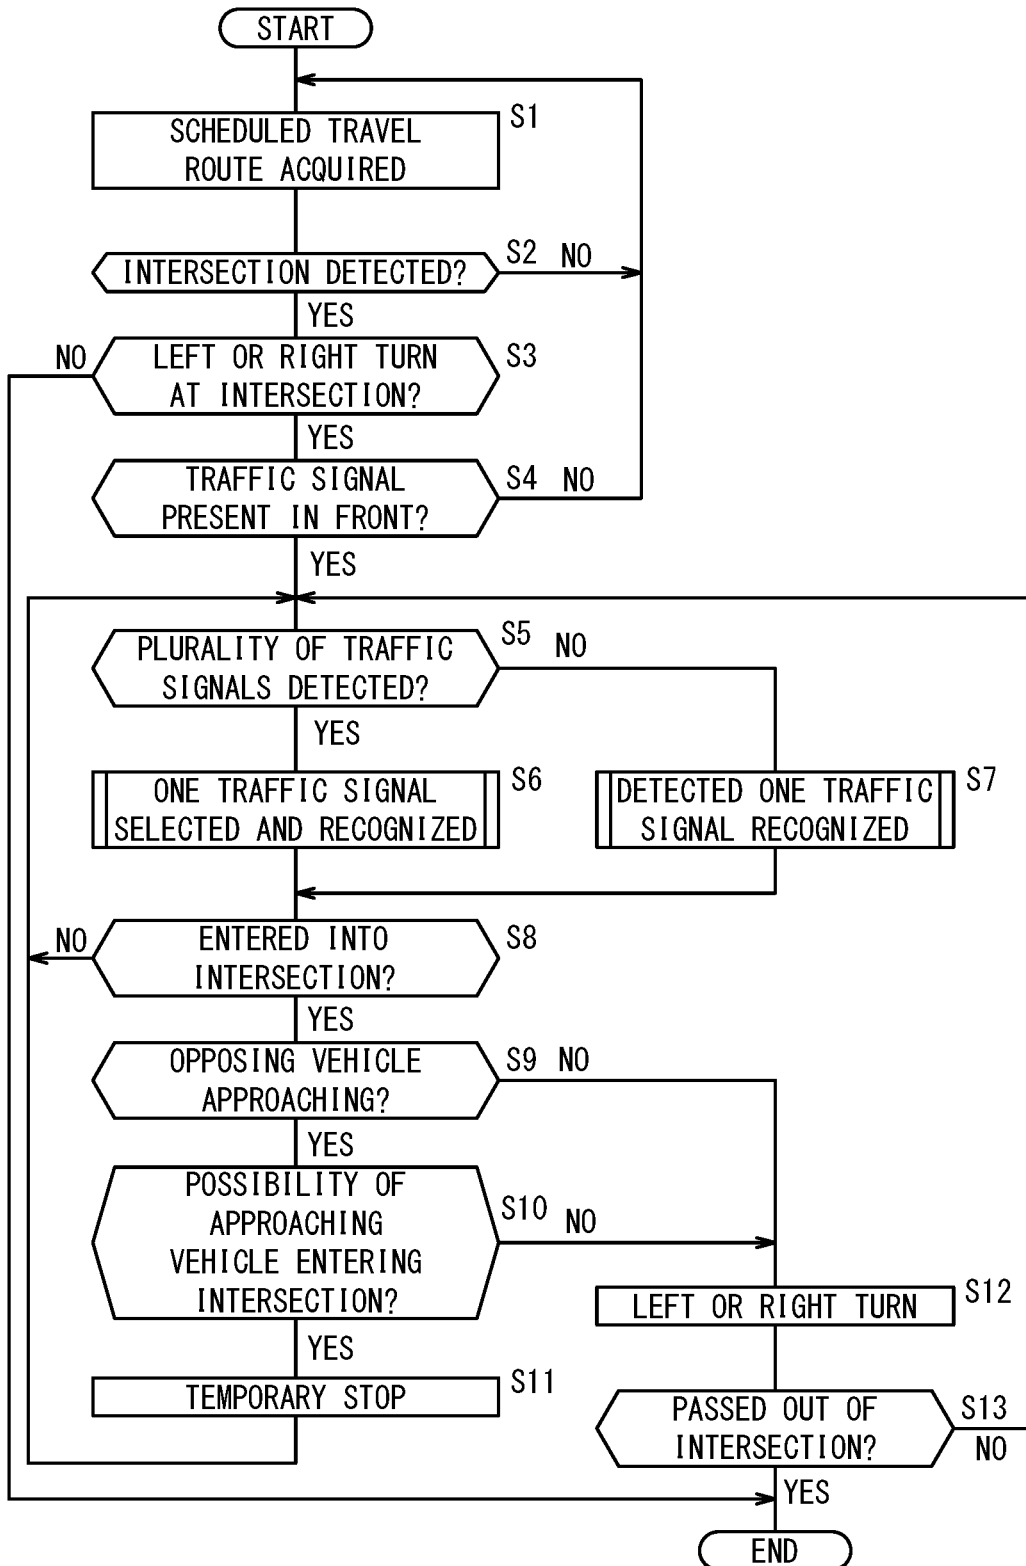 START
S1
SCHEDULED TRAVEL
ROUTE ACQUIRED
S2 NO
INTERSECTION DETECTED?
YES
NO
LEFT OR RIGHT TURN
AT INTERSECTION?
S3
YES
TRAFFIC SIGNAL
PRESENT IN FRONT?
S4 NO
YES
S5 NO
PLURALITY OF TRAFFIC
SIGNALS DETECTED?
YES
ONE TRAFFIC SIGNAL
SELECTED AND RECOGNIZED
S6
DETECTED ONE TRAFFIC
SIGNAL RECOGNIZED
S7
NO
ENTERED INTO
INTERSECTION?
S8
YES
OPPOSING VEHICLE
APPROACHING?
S9 NO
YES
POSSIBILITY OF
APPROACHING
VEHICLE ENTERING
INTERSECTION?
S10 NO
YES
LEFT OR RIGHT TURN
S12
TEMPORARY STOP
S11
PASSED OUT OF
INTERSECTION?
S13
NO
YES
END